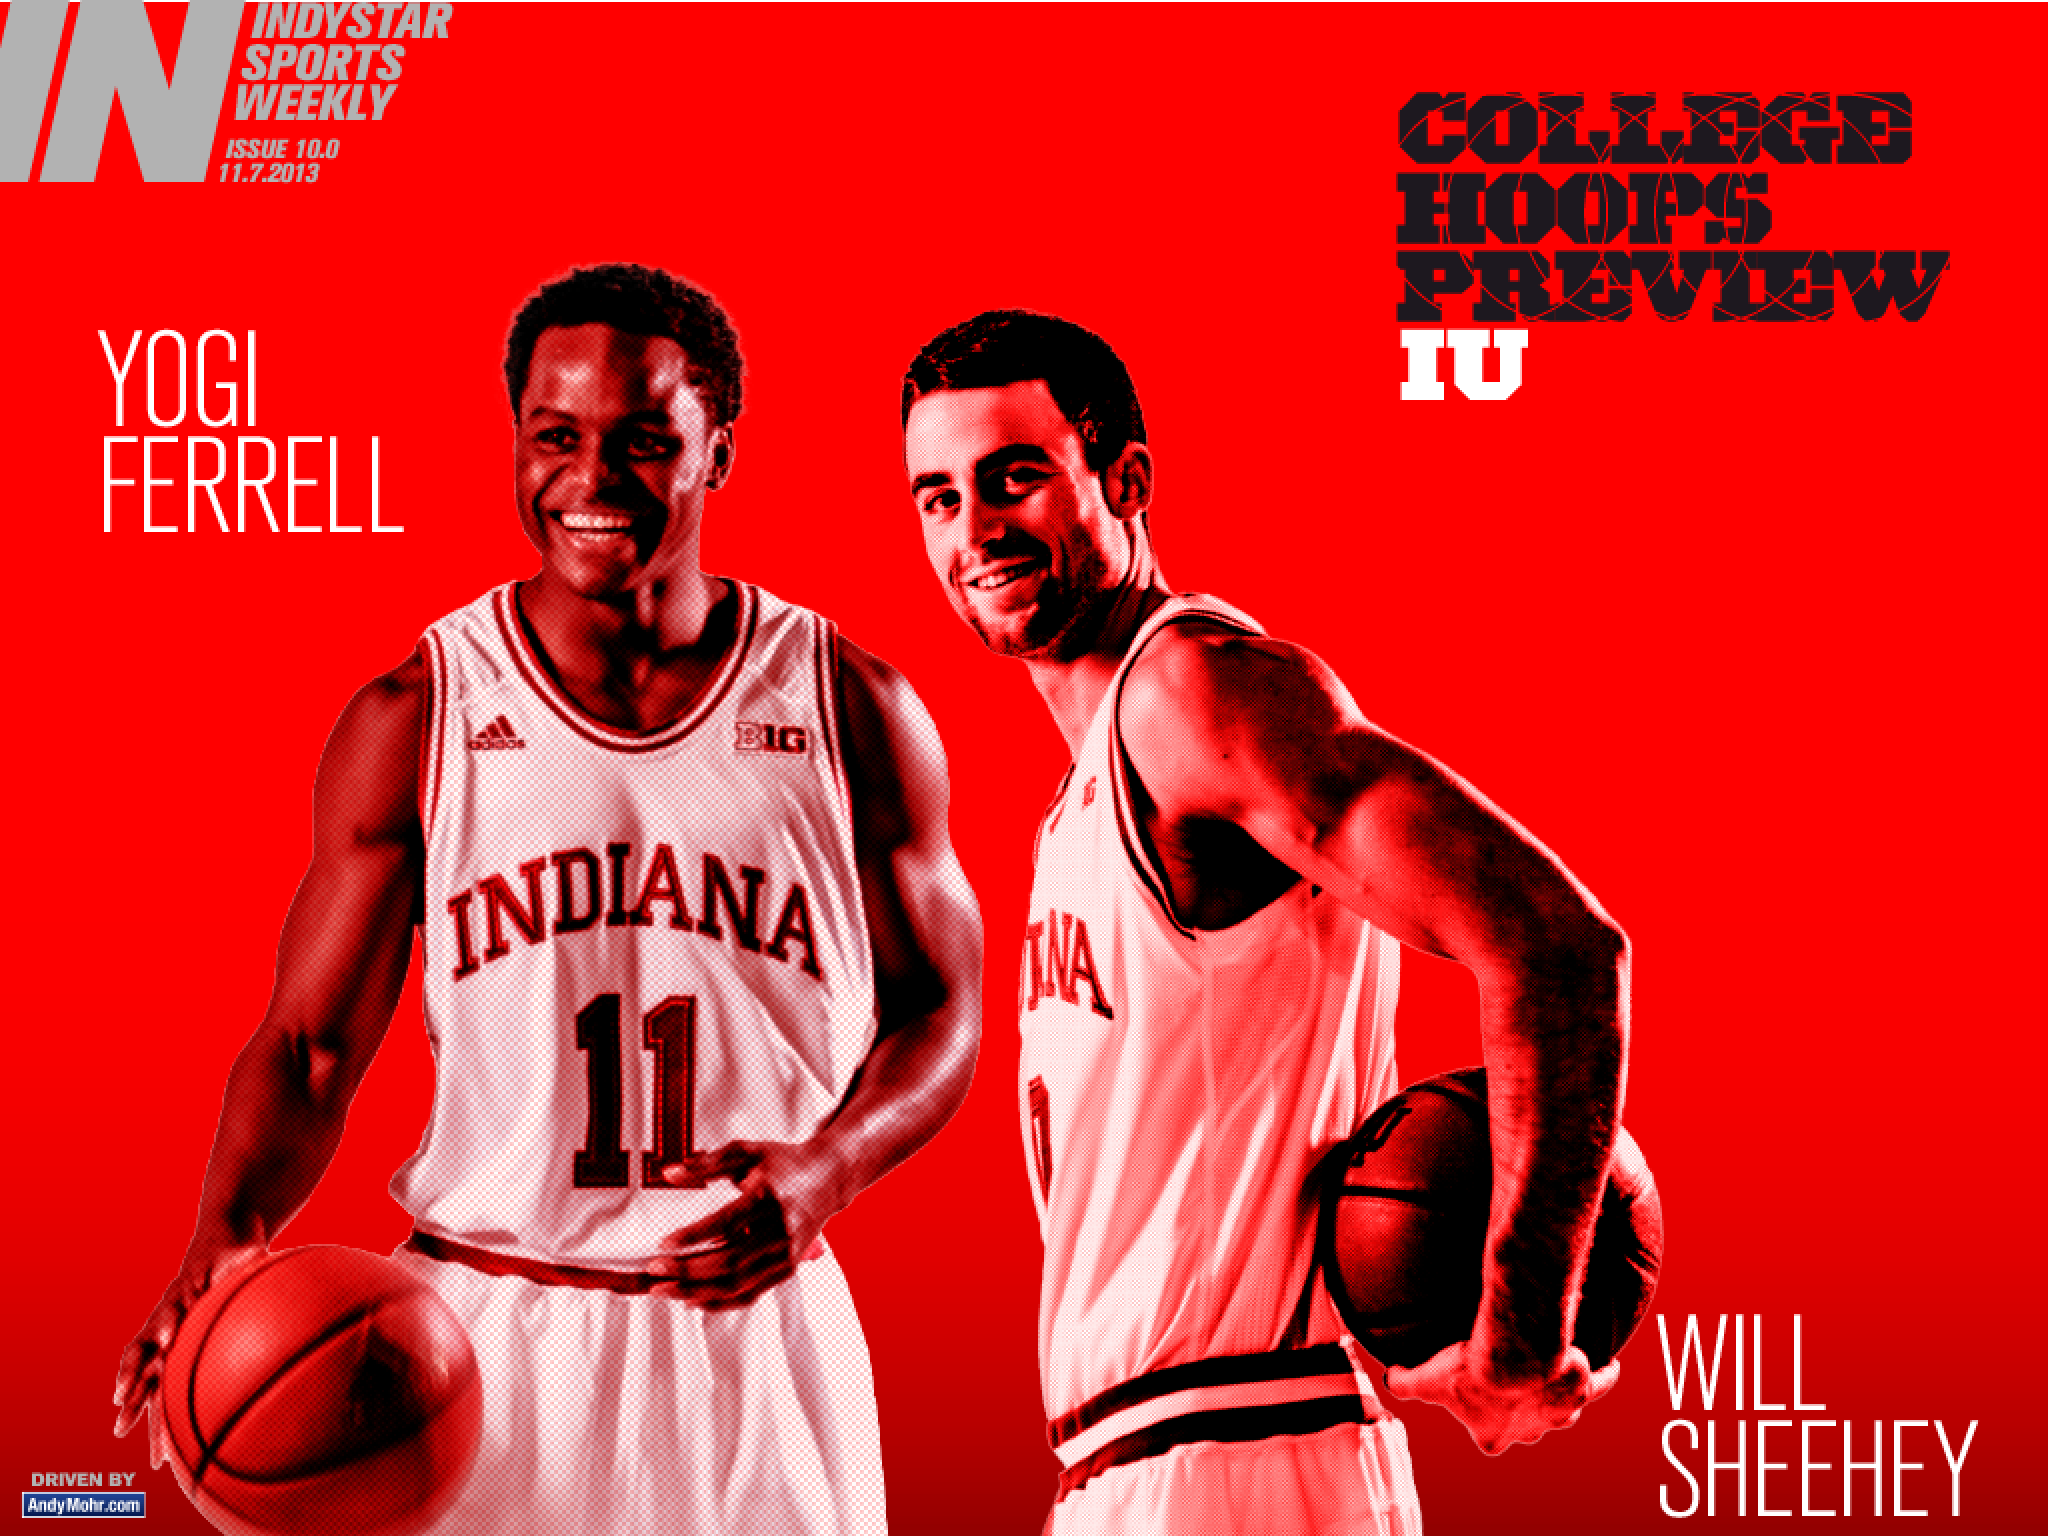 IN
INDYSTAR
SPORTS
WEEKLY
ISSUE 10.0
11.7.2013
COLLEGE
HOOPS
PREVIEW
IU
YOGI
FERRELL
adidas
B1G
INDIANA
11
WILL
SHEEHEY
DRIVEN BY
AndyMohr.com